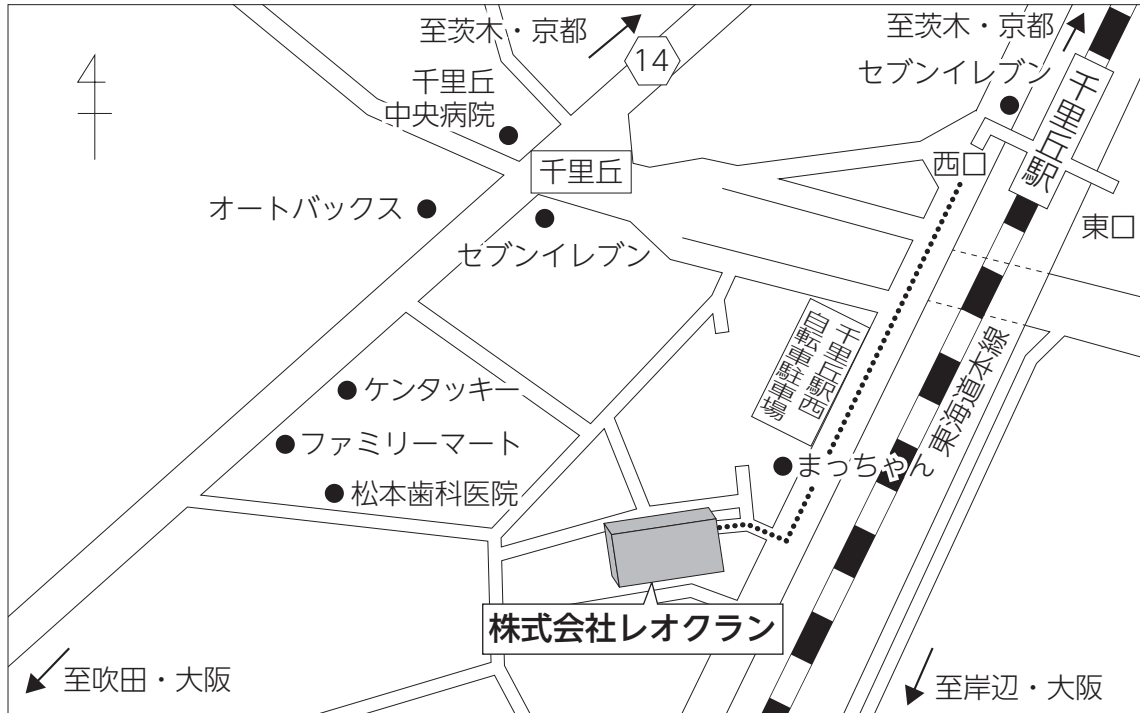 至茨木・京都
14
至茨木・京都
セブンイレブン
千里丘
中央病院
千里丘駅
千里丘
西口
オートバックス
セブンイレブン
東口
千里丘駅西
自転車駐車場
東海道本線
ケンタッキー
ファミリーマート
まっちゃん
松本歯科医院
株式会社レオクラン
至吹田・大阪
至岸辺・大阪